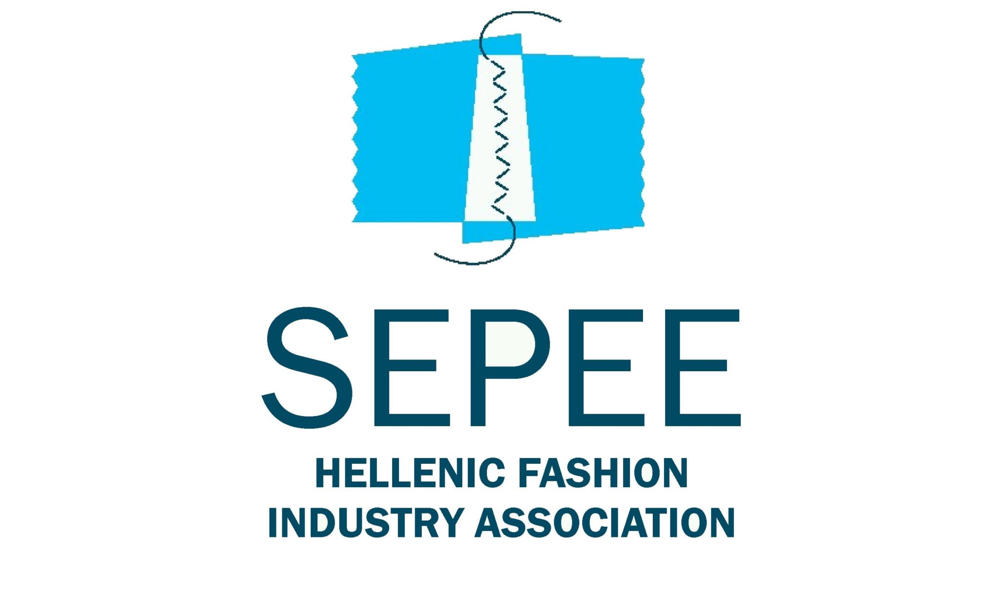 SEPEE
HELLENIC FASHION
INDUSTRY ASSOCIATION